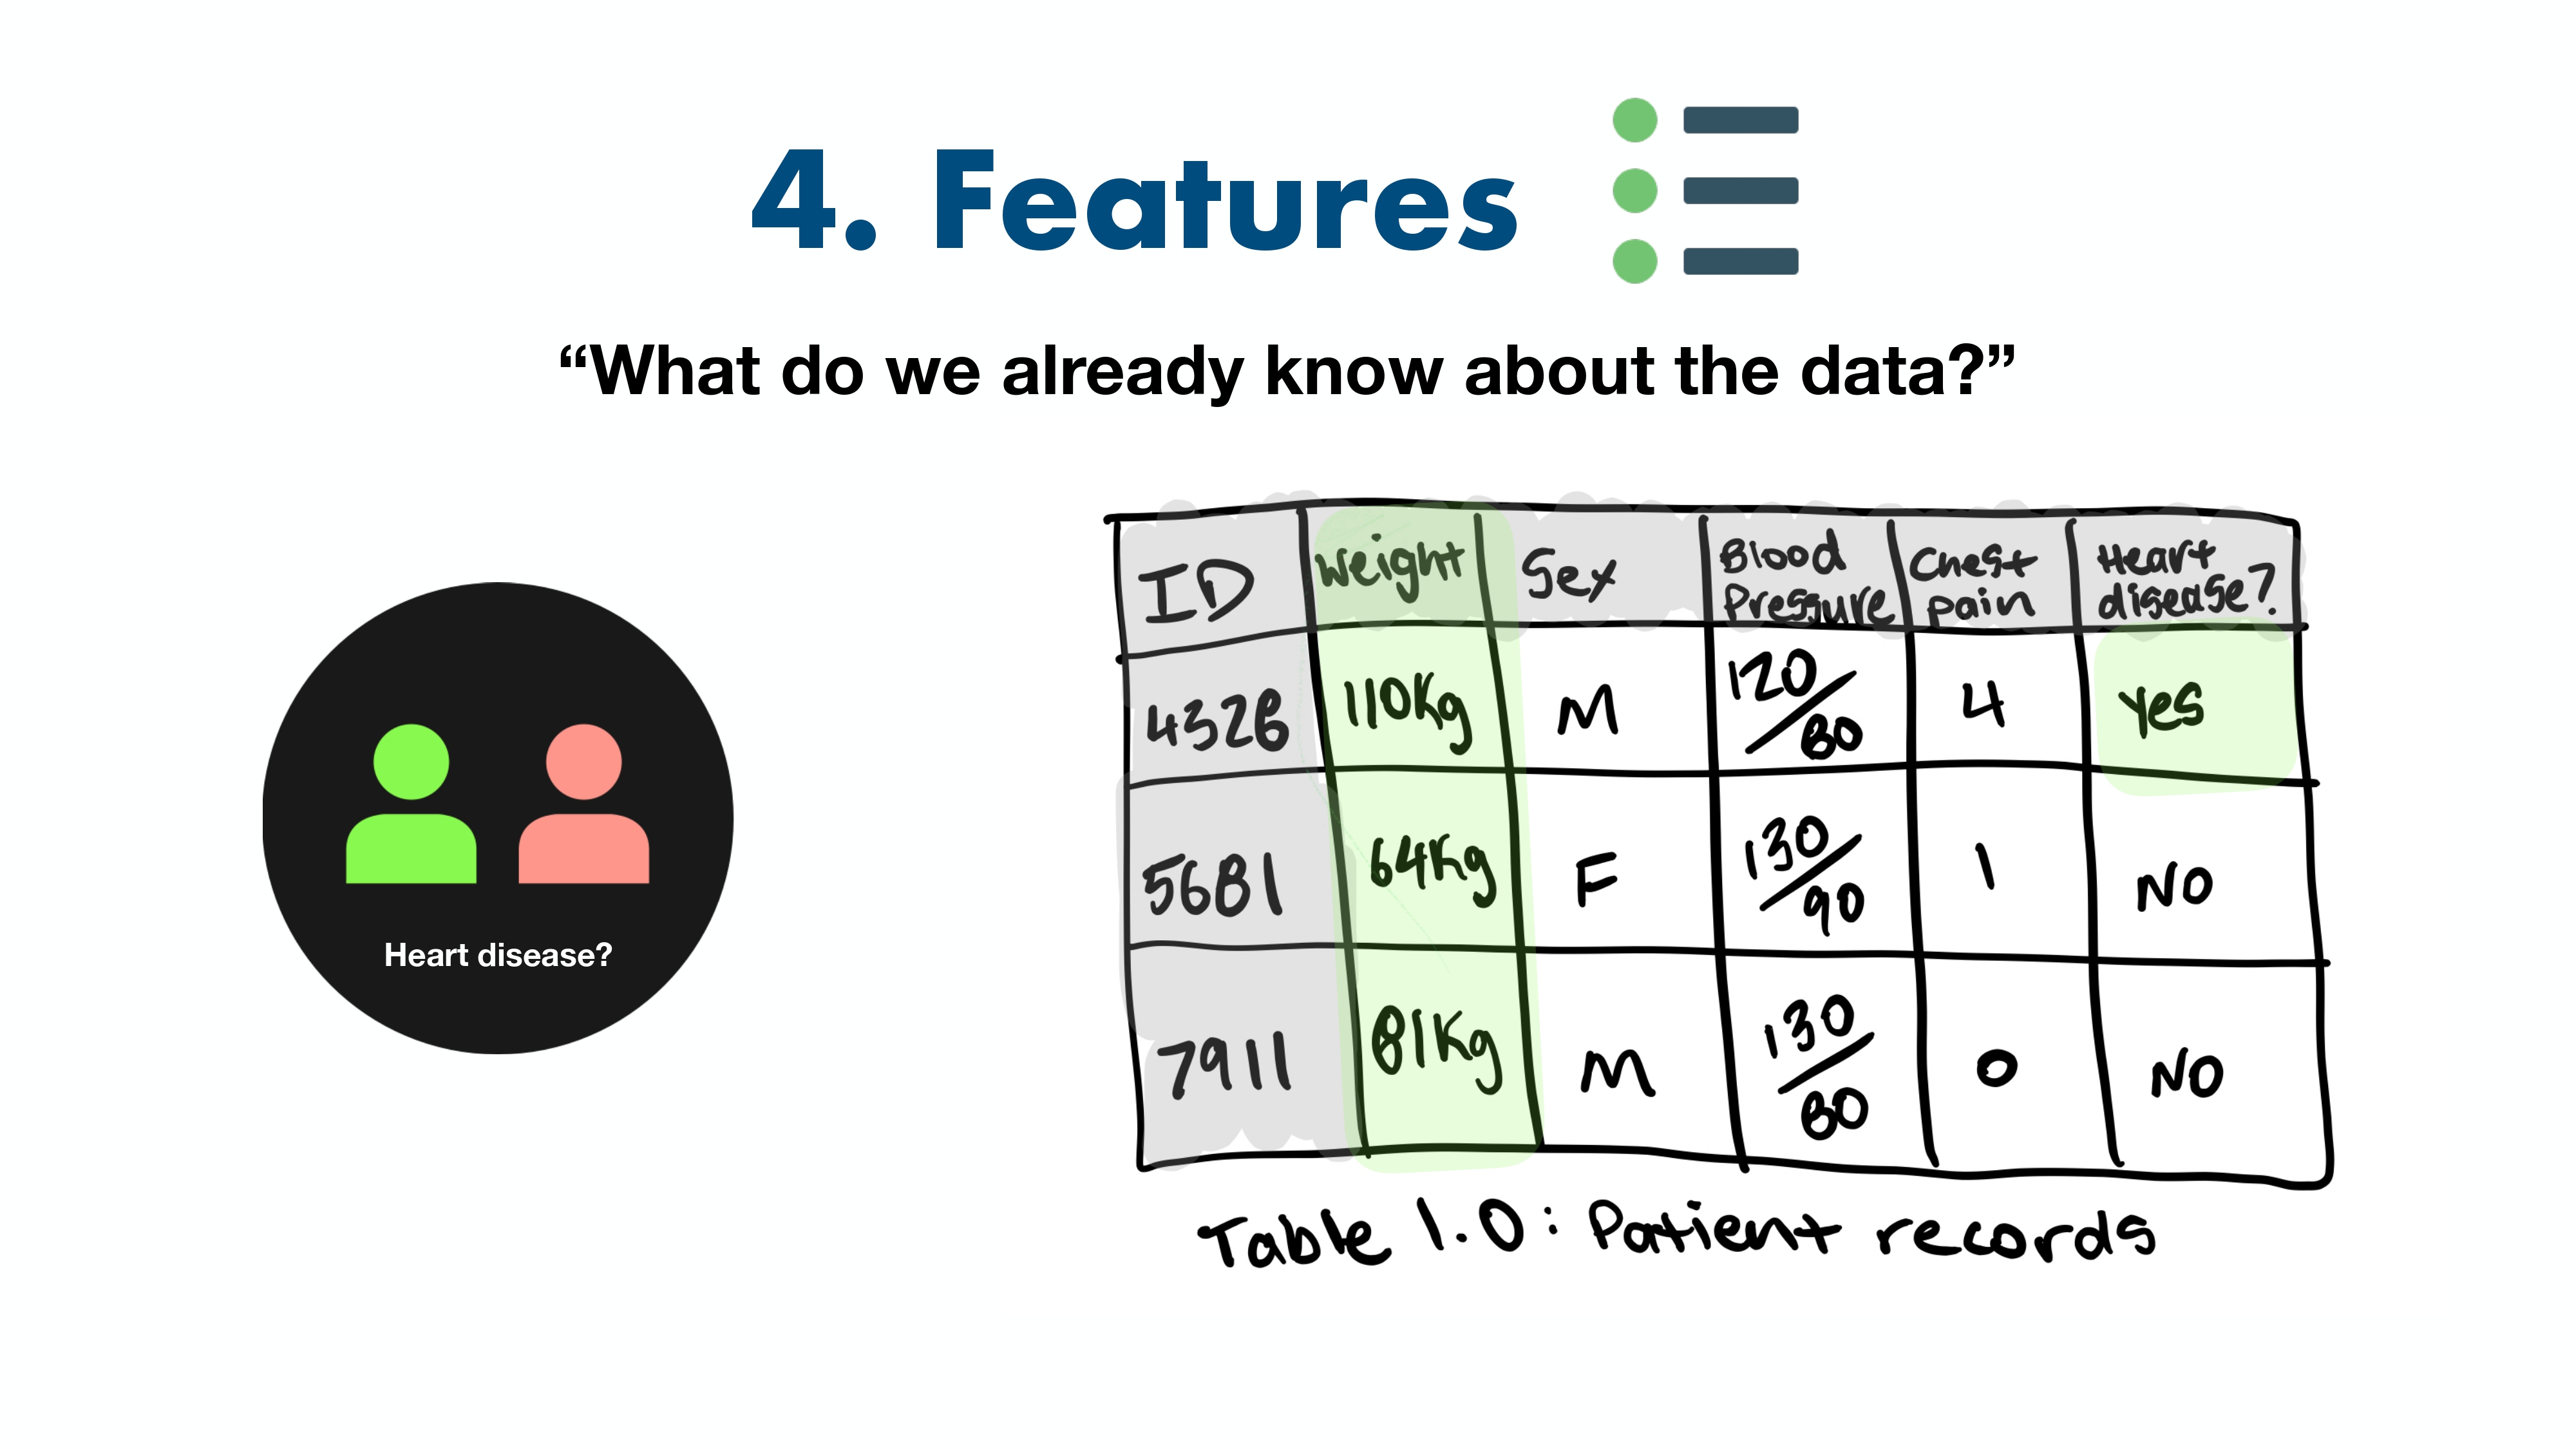 4. Features
“What do we already know about the data?”
Heart disease?
ID Weight Sex Blood Pressure Chest pain Heart disease?
4328 110Kg M 120/80 4 Yes
5681 64Kg F 130/90 1 NO
7911 81Kg M 130/80 0 NO
Table 1.0: Patient records